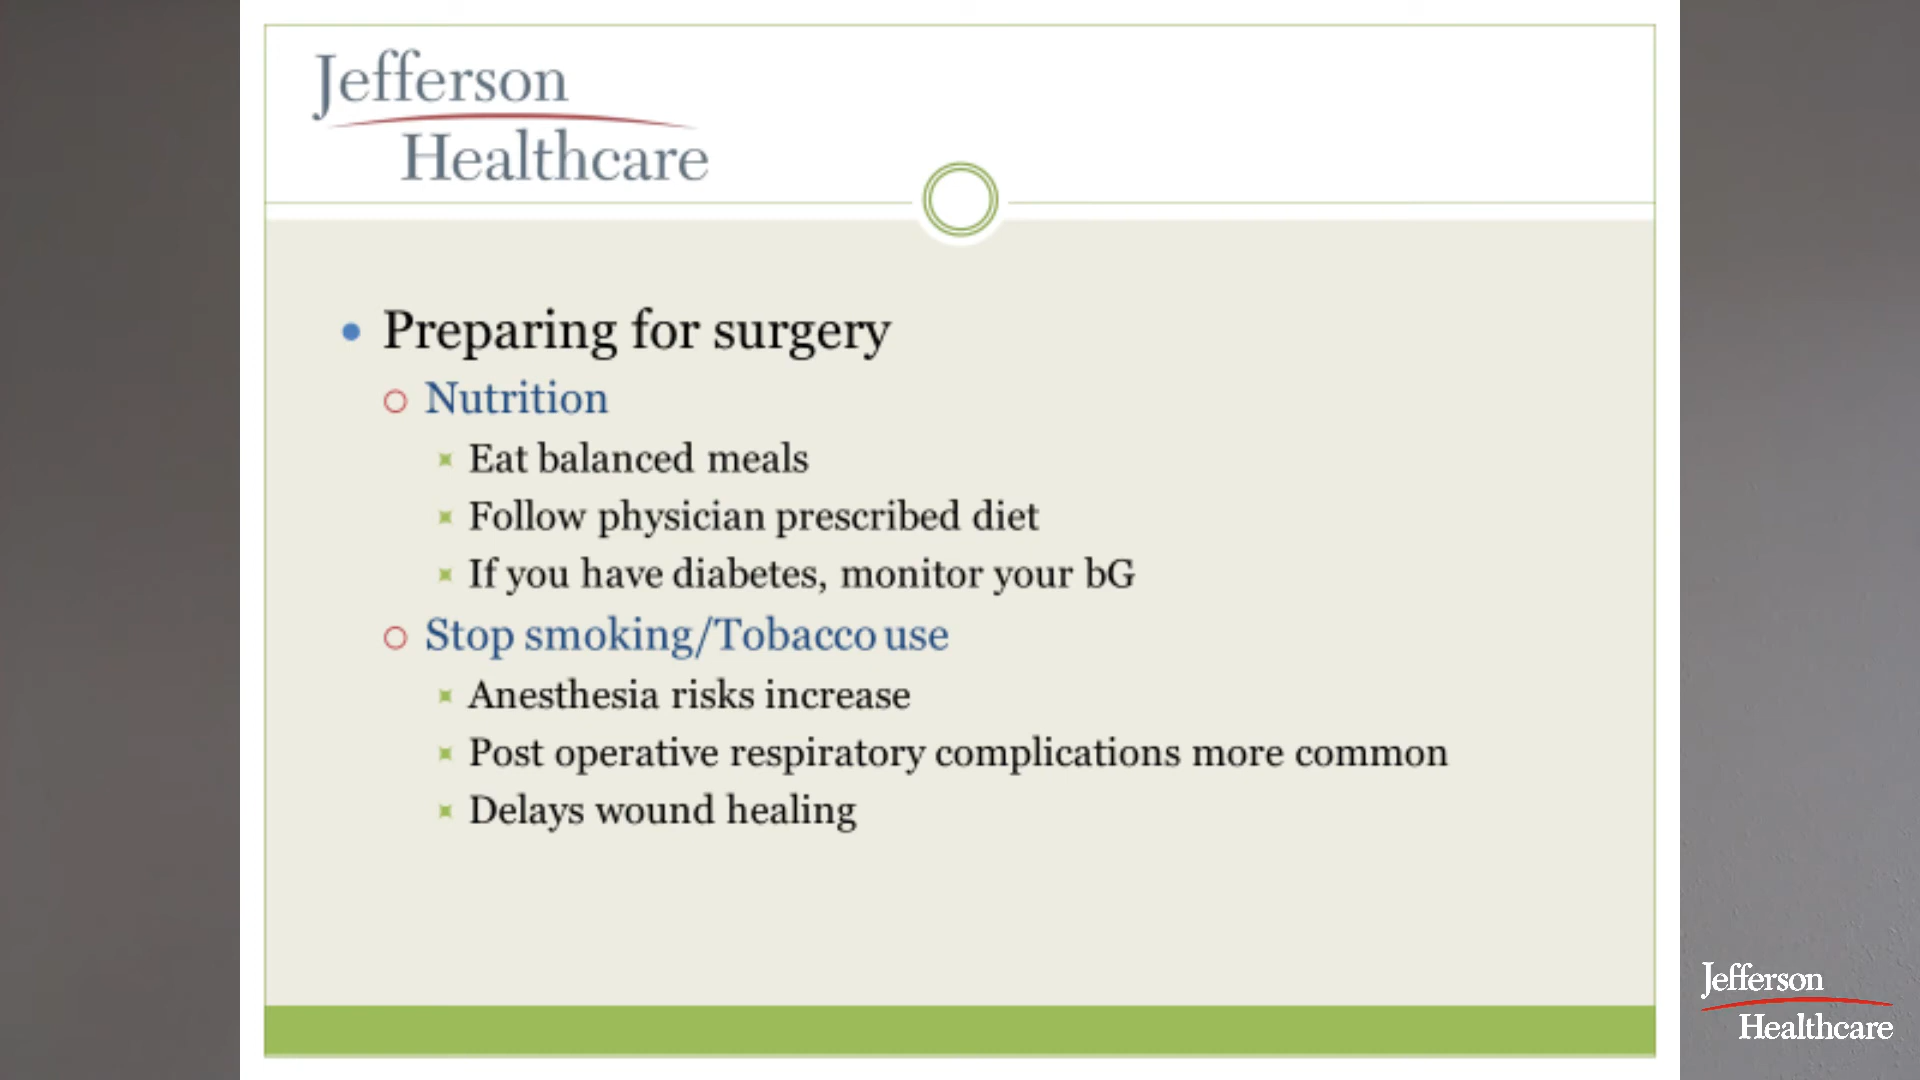 Jefferson
Healthcare
Preparing for surgery
Nutrition
Eat balanced meals
Follow physician prescribed diet
If you have diabetes, monitor your bG
Stop smoking/Tobacco use
Anesthesia risks increase
Post operative respiratory complications more common
Delays wound healing
Jefferson
Healthcare